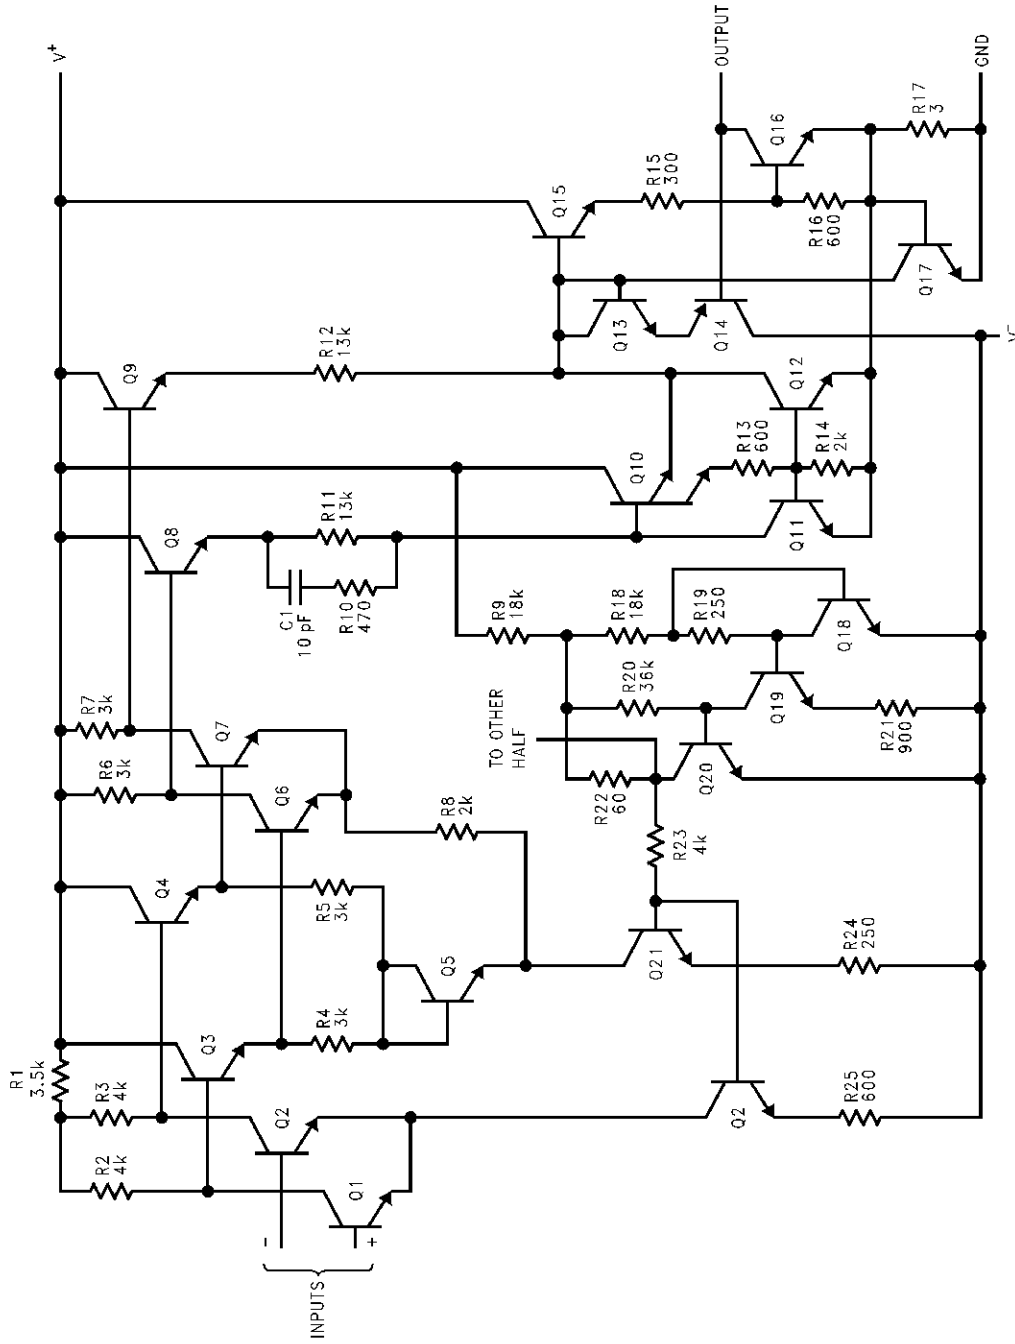 V+
OUTPUT
GND
R17
3
Q16
R15
300
Q15
R16
600
Q17
Q13
Q14
V-
Q9
R12
13k
Q12
R13
600
R14
2k
Q10
Q11
Q8
R11
13k
C1
10 pF
R10
470
R9
18k
R18
18k
R19
250
Q18
R20
36k
Q19
R21
900
R7
3k
Q7
TO OTHER
HALF
R22
60
Q20
R6
3k
Q6
R8
2k
R23
4k
Q4
R5
3k
Q5
Q21
R24
250
Q3
R4
3k
R1
3.5k
R3
4k
Q2
Q2
R25
600
R2
4k
Q1
-
+
INPUTS